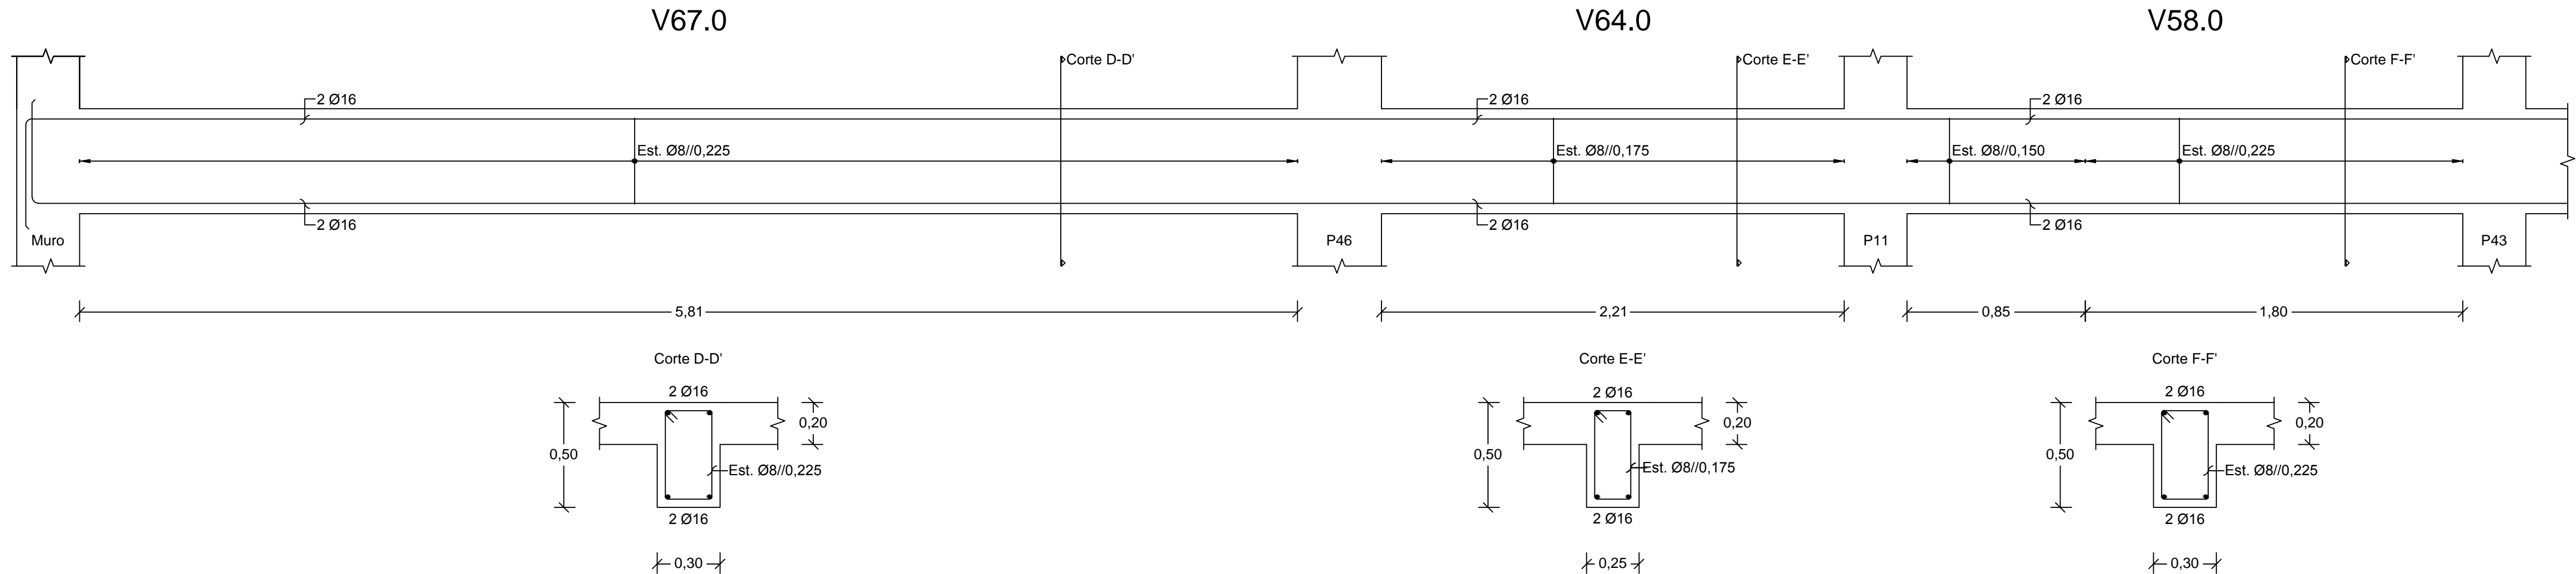 V67.0
V64.0
V58.0
Corte D-D'
Corte E-E'
Corte F-F'
2 Ø16
2 Ø16
2 Ø16
Est. Ø8//0,225
Est. Ø8//0,175
Est. Ø8//0,150
Est. Ø8//0,225
2 Ø16
2 Ø16
2 Ø16
Muro
P46
P11
P43
5,81
2,21
0,85
1,80
Corte D-D'
2 Ø16
0,20
0,50
Est. Ø8//0,225
2 Ø16
0,30
Corte E-E'
2 Ø16
0,20
0,50
Est. Ø8//0,175
2 Ø16
0,25
Corte F-F'
2 Ø16
0,20
0,50
Est. Ø8//0,225
2 Ø16
0,30